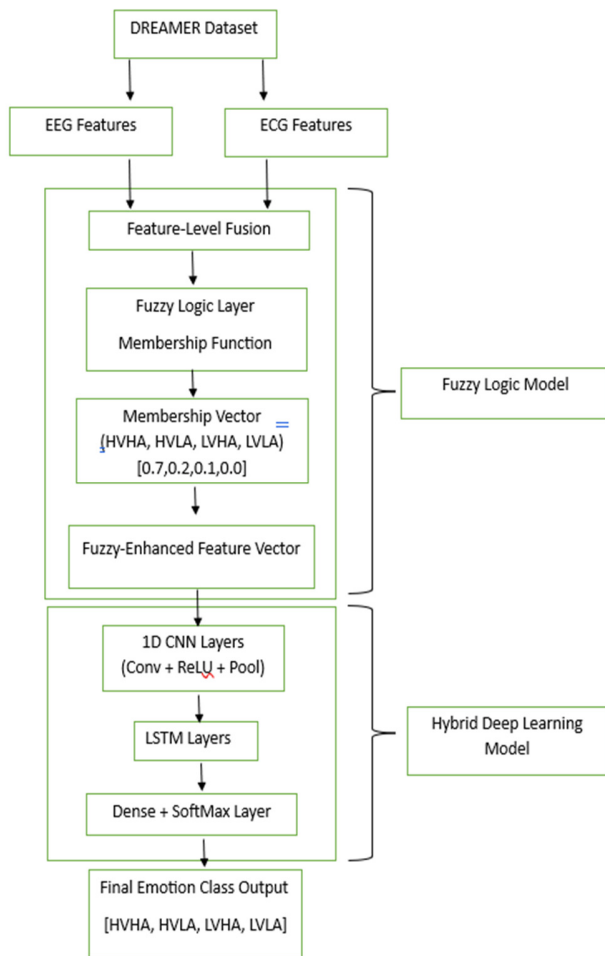 DREAMER Dataset
EEG Features
ECG Features
Feature-Level Fusion
Fuzzy Logic Layer
Membership Function
Membership Vector
(HVHA, HVLA, LVHA, LVLA)
[0.7,0.2,0.1,0.0]
Fuzzy-Enhanced Feature Vector
Fuzzy Logic Model
1D CNN Layers
(Conv + ReLU + Pool)
LSTM Layers
Dense + SoftMax Layer
Hybrid Deep Learning
Model
Final Emotion Class Output
[HVHA, HVLA, LVHA, LVLA]